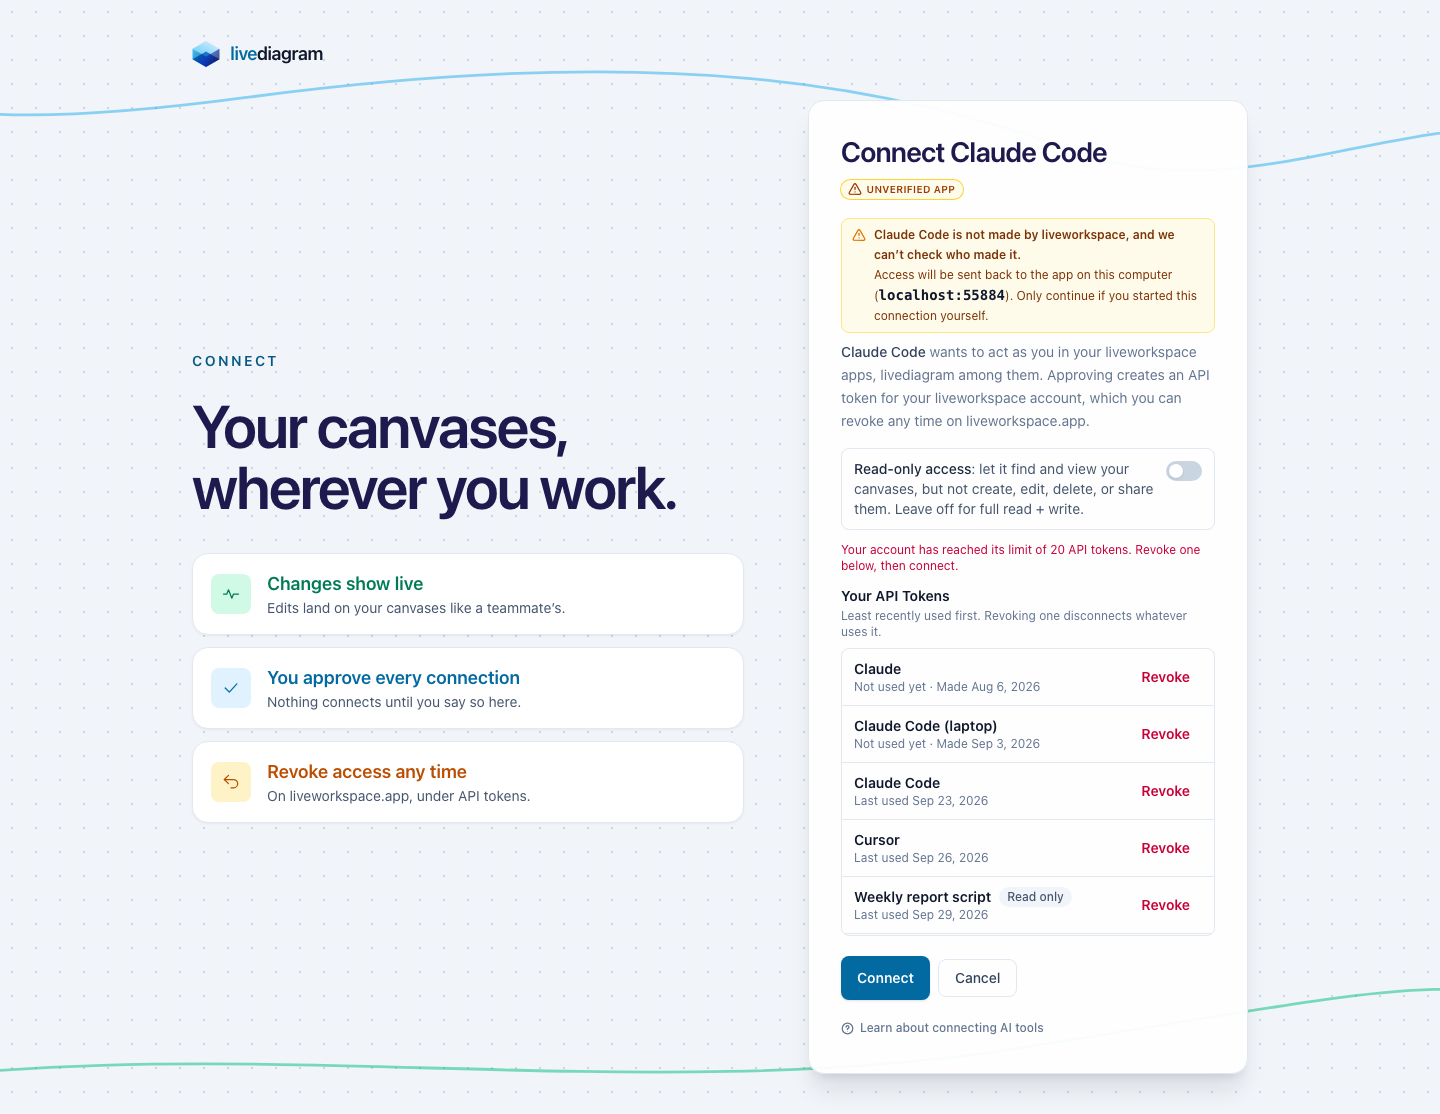 livediagram
CONNECT
Your canvases,
wherever you work.
Changes show live
Edits land on your canvases like a teammate’s.
You approve every connection
Nothing connects until you say so here.
Revoke access any time
On liveworkspace.app, under API tokens.
Connect Claude Code
UNVERIFIED APP
Claude Code is not made by liveworkspace, and we
can’t check who made it.
Access will be sent back to the app on this computer
(localhost:55884). Only continue if you started this
connection yourself.
Claude Code wants to act as you in your liveworkspace
apps, livediagram among them. Approving creates an API
token for your liveworkspace account, which you can
revoke any time on liveworkspace.app.
Read-only access: let it find and view your
canvases, but not create, edit, delete, or share
them. Leave off for full read + write.
Your account has reached its limit of 20 API tokens. Revoke one
below, then connect.
Your API Tokens
Least recently used first. Revoking one disconnects whatever
uses it.
Claude
Not used yet · Made Aug 6, 2026
Revoke
Claude Code (laptop)
Not used yet · Made Sep 3, 2026
Revoke
Claude Code
Last used Sep 23, 2026
Revoke
Cursor
Last used Sep 26, 2026
Revoke
Weekly report script Read only
Last used Sep 29, 2026
Revoke
Connect Cancel
Learn about connecting AI tools